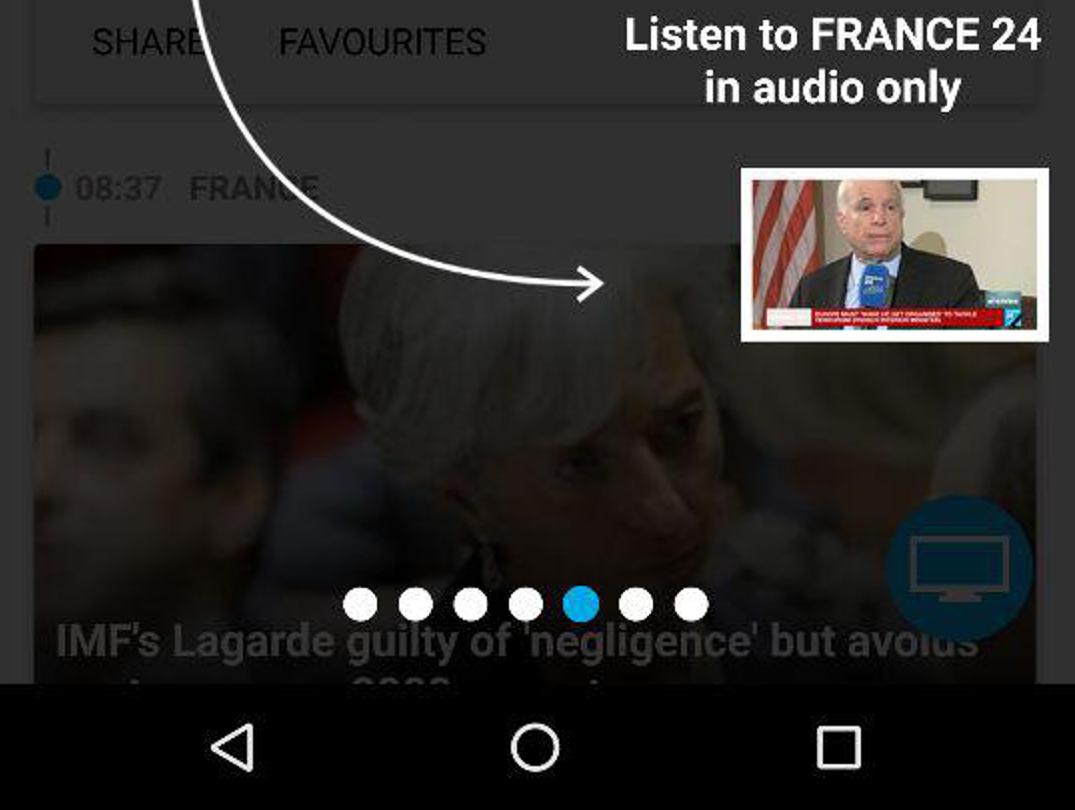 SHARE FAVOURITES
Listen to FRANCE 24
in audio only
08:37 FRANCE
IMF's Lagarde guilty of 'negligence' but avoids